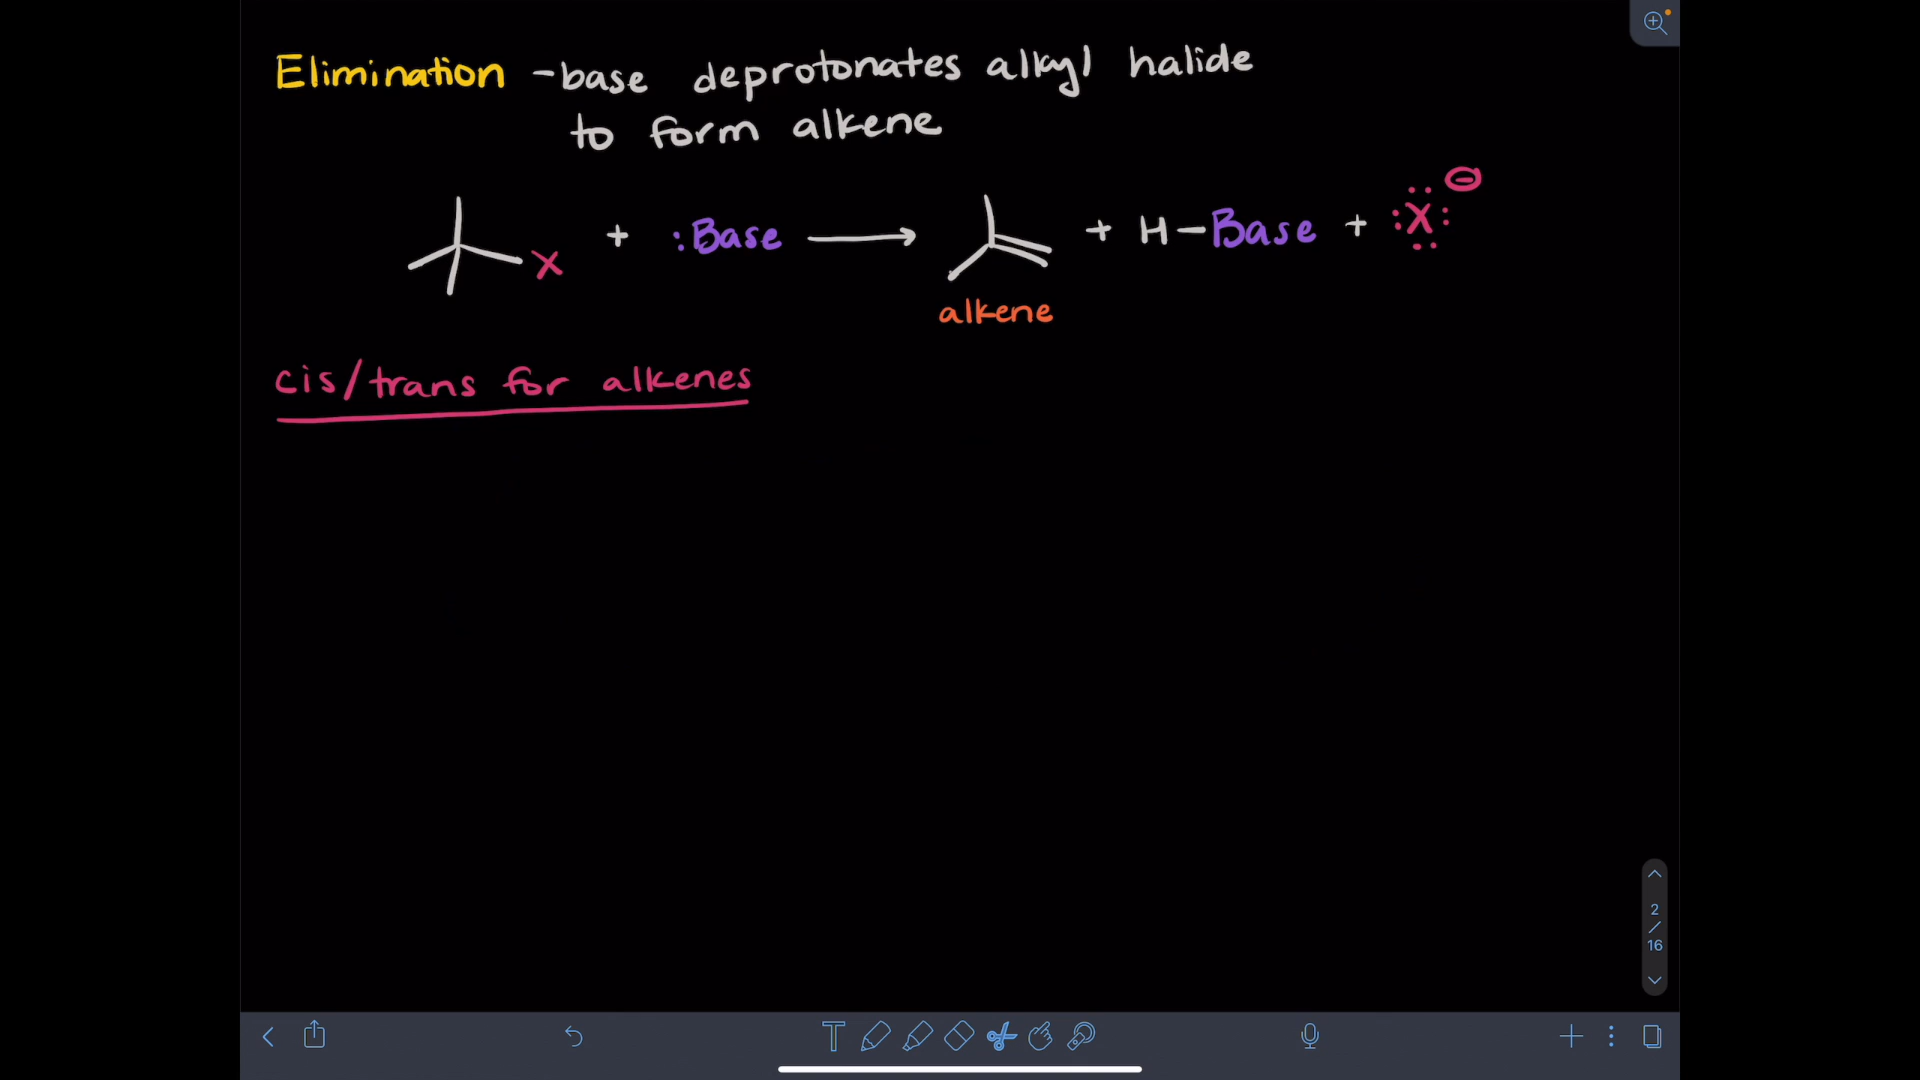 Elimination - base deprotonates alkyl halide
to form alkene
X + :Base ⟶ + H-Base + :X: ⊖
alkene
cis/trans for alkenes
2
/
16
T